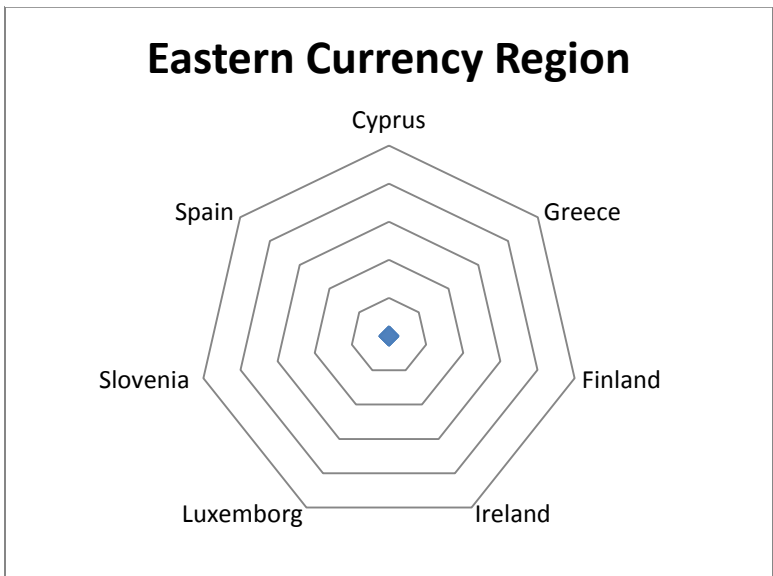 Eastern Currency Region
Cyprus
Spain
Greece
Slovenia
Finland
Luxemborg
Ireland